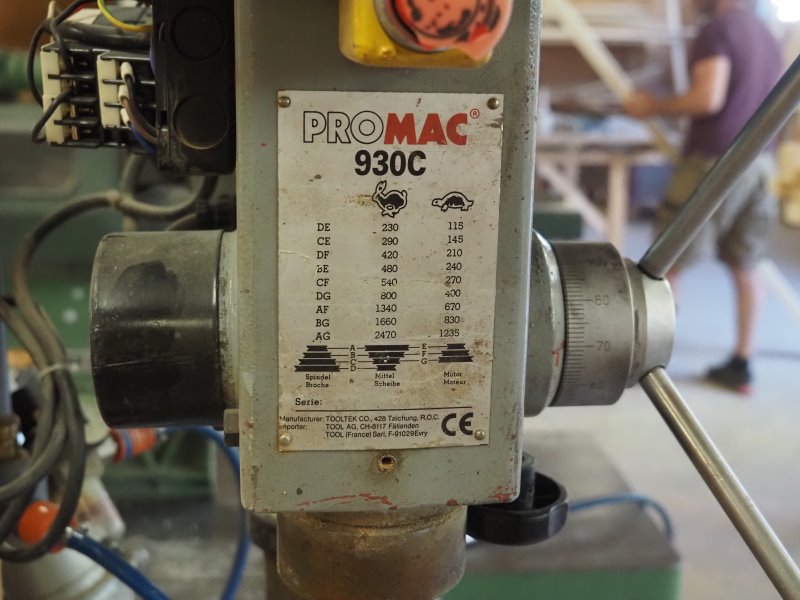 PROMAC®
930C
DE 230 115
CE 290 145
DF 420 210
BE 480 240
CF 540 270
DG 800 400
AF 1340 670
BG 1660 830
AG 2470 1235
A E
B F
C G
D
Spindel Mittel Motor
Broche Scheibe Moteur
Serie:
Manufacturer: TOOLTEK CO., 428 Taichung, R.O.C.
mporter: TOOL AG, CH-8117 Fällanden
TOOL (France) Sarl, F-91029 Evry
CE
80
70
60